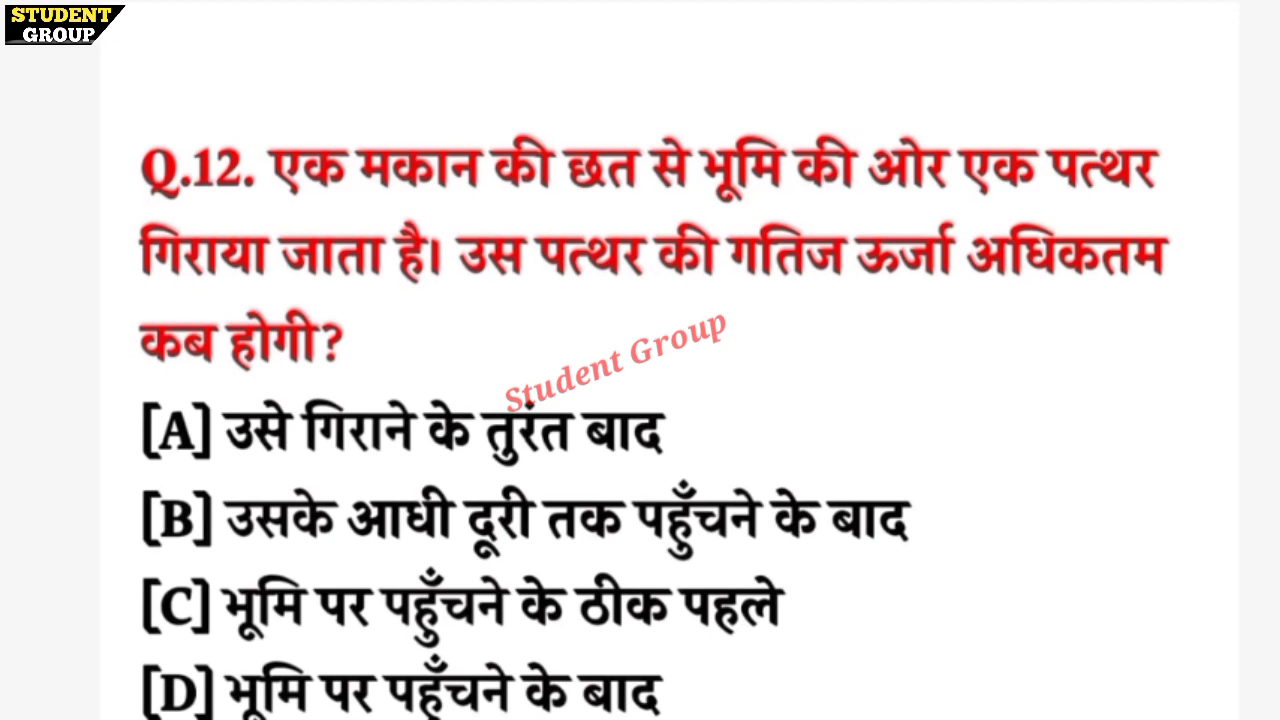 STUDENT
GROUP
Q.12. एक मकान की छत से भूमि की ओर एक पत्थर
गिराया जाता है। उस पत्थर की गतिज ऊर्जा अधिकतम
कब होगी?
Student Group
[A] उसे गिराने के तुरंत बाद
[B] उसके आधी दूरी तक पहुँचने के बाद
[C] भूमि पर पहुँचने के ठीक पहले
[D] भूमि पर पहुँचने के बाद